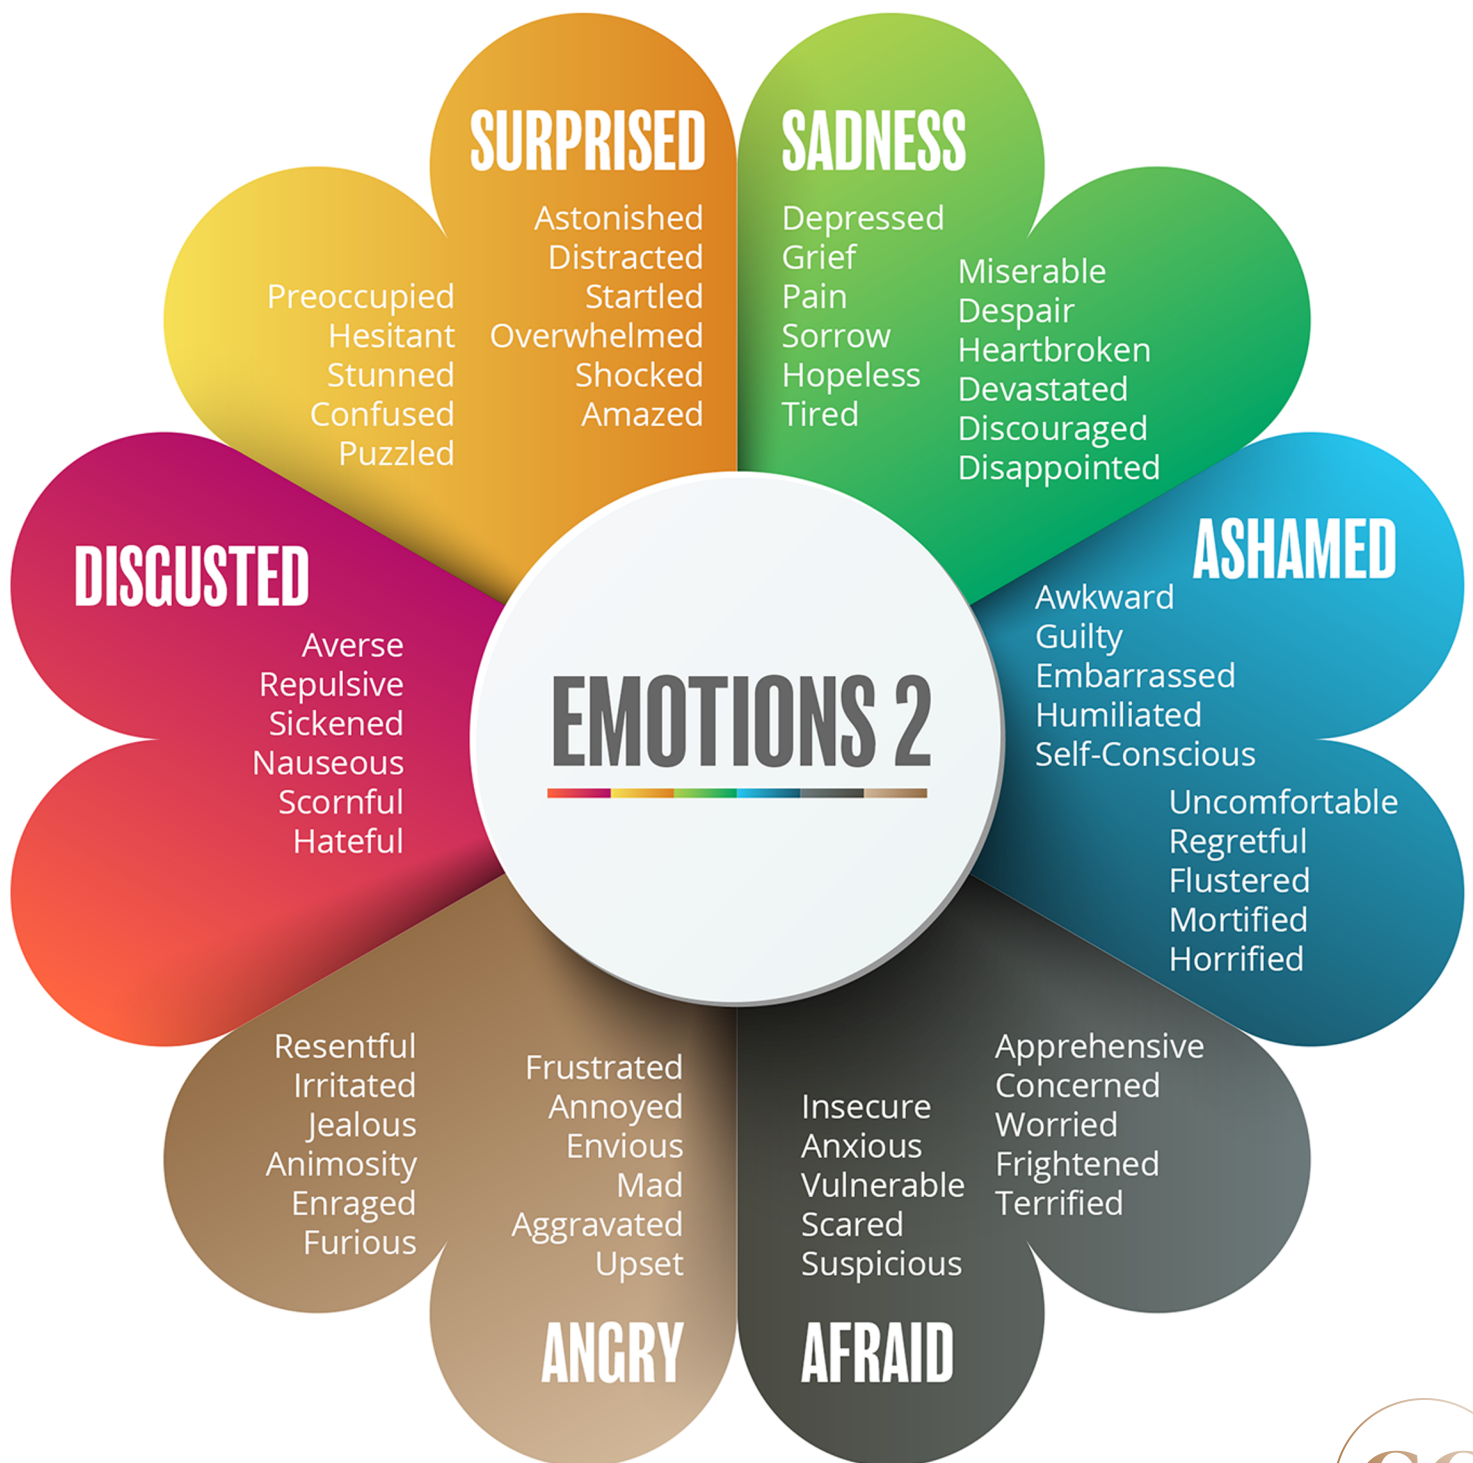 SURPRISED
Astonished
Distracted
Startled
Overwhelmed
Shocked
Amazed
Preoccupied
Hesitant
Stunned
Confused
Puzzled
SADNESS
Depressed
Grief
Pain
Sorrow
Hopeless
Tired
Miserable
Despair
Heartbroken
Devastated
Discouraged
Disappointed
ASHAMED
Awkward
Guilty
Embarrassed
Humiliated
Self-Conscious
Uncomfortable
Regretful
Flustered
Mortified
Horrified
DISGUSTED
Averse
Repulsive
Sickened
Nauseous
Scornful
Hateful
EMOTIONS 2
Resentful
Irritated
Jealous
Animosity
Enraged
Furious
Frustrated
Annoyed
Envious
Mad
Aggravated
Upset
ANGRY
Insecure
Anxious
Vulnerable
Scared
Suspicious
AFRAID
Apprehensive
Concerned
Worried
Frightened
Terrified